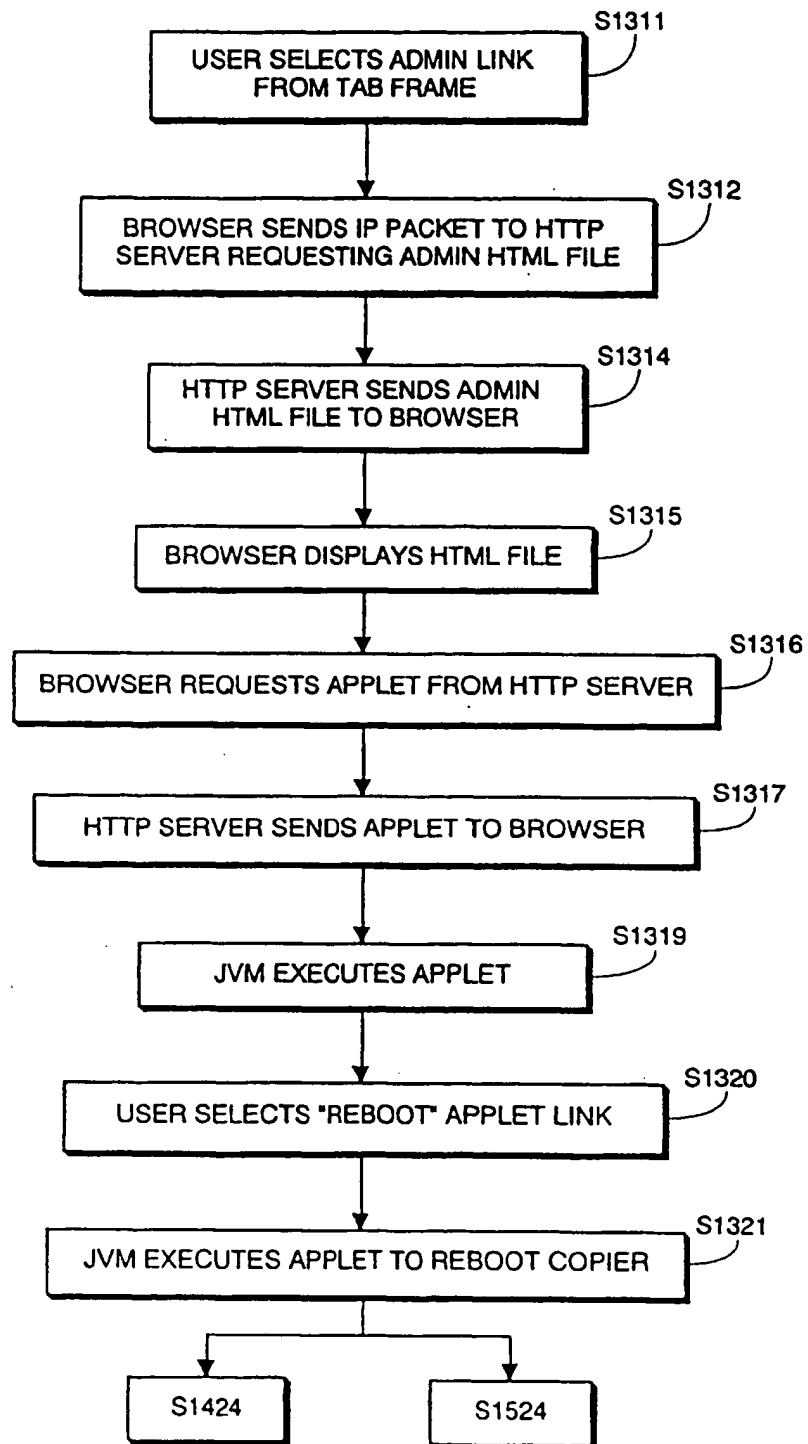 S1311
USER SELECTS ADMIN LINK
FROM TAB FRAME
S1312
BROWSER SENDS IP PACKET TO HTTP
SERVER REQUESTING ADMIN HTML FILE
S1314
HTTP SERVER SENDS ADMIN
HTML FILE TO BROWSER
S1315
BROWSER DISPLAYS HTML FILE
S1316
BROWSER REQUESTS APPLET FROM HTTP SERVER
S1317
HTTP SERVER SENDS APPLET TO BROWSER
S1319
JVM EXECUTES APPLET
S1320
USER SELECTS "REBOOT" APPLET LINK
S1321
JVM EXECUTES APPLET TO REBOOT COPIER
S1424
S1524